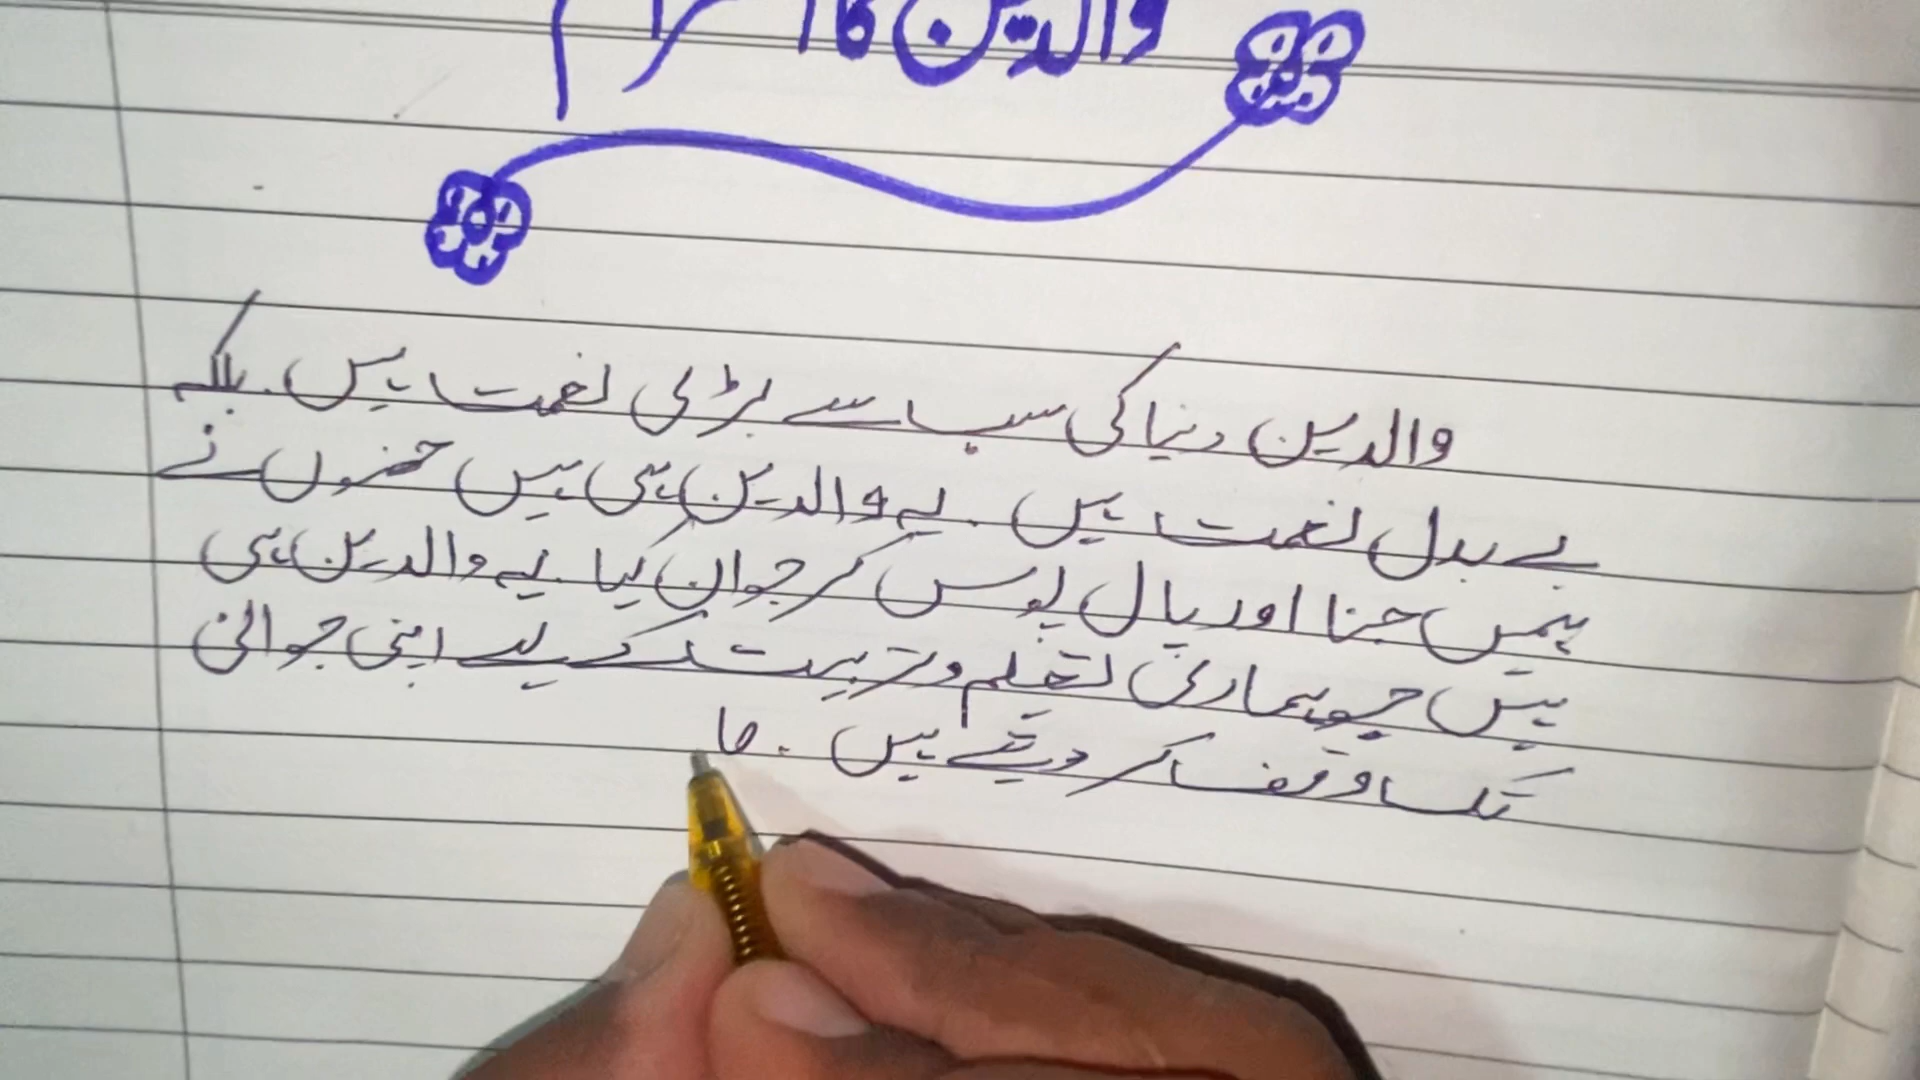 والدین کا احترام
والدین دنیا کی سب سے بڑی نعمت ہیں۔ بلکہ
بے بدل نعمت ہیں۔ یہ والدین ہی ہیں جنہوں نے
ہمیں جنا اور پال پوس کر جوان کیا۔ یہ والدین ہی
ہیں جو ہماری تعلیم و تربیت کے لیے اپنی جوانی
تک وقف کر دیتے ہیں۔ ما